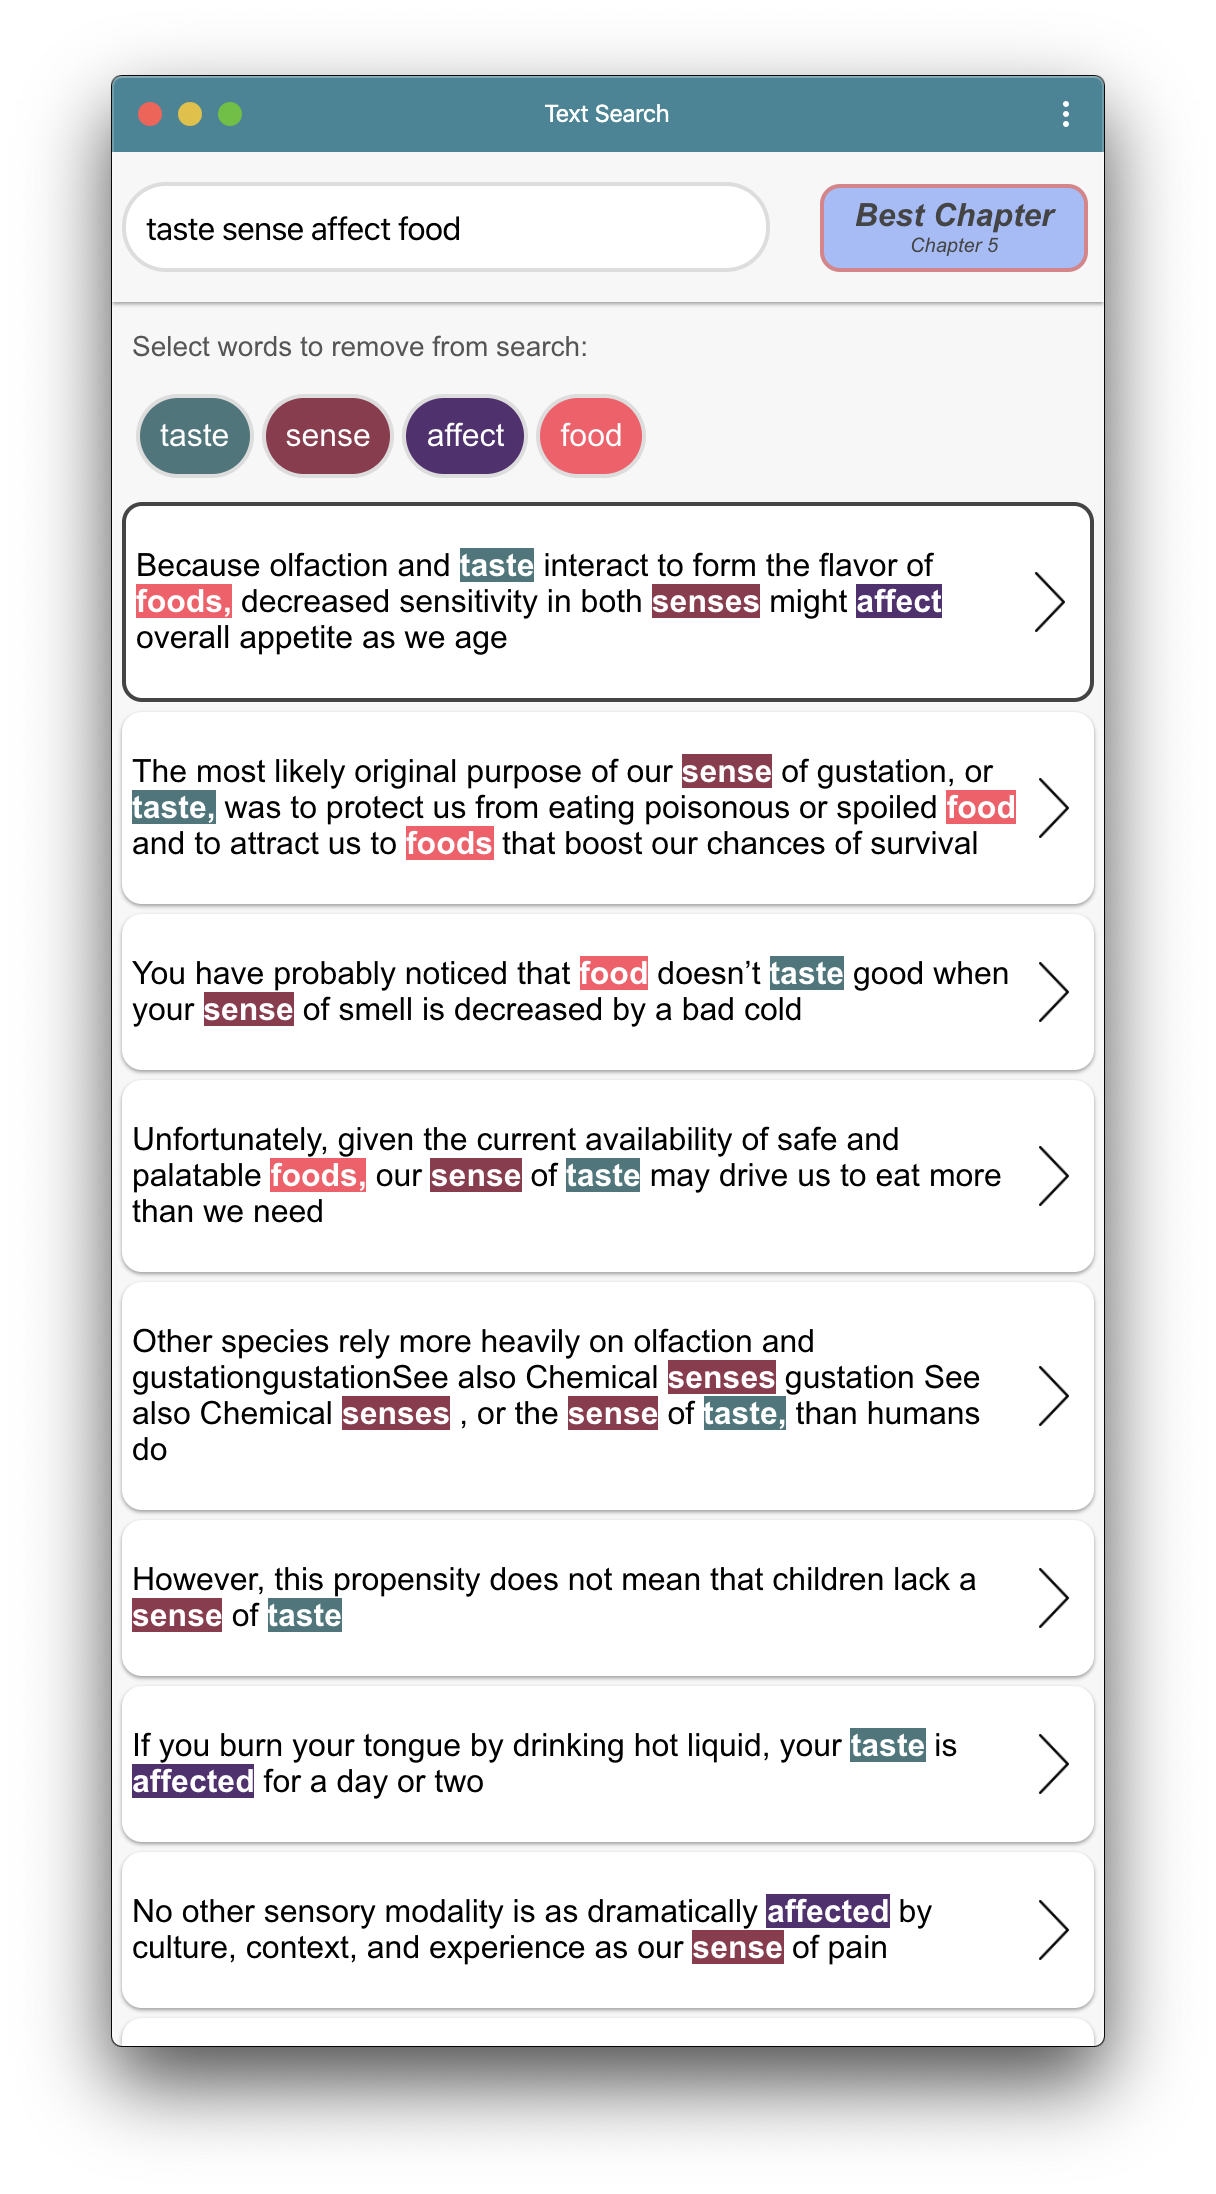 Text Search
taste sense affect food
Best Chapter
Chapter 5
Select words to remove from search:
taste sense affect food
Because olfaction and taste interact to form the flavor of
foods, decreased sensitivity in both senses might affect
overall appetite as we age
The most likely original purpose of our sense of gustation, or
taste, was to protect us from eating poisonous or spoiled food
and to attract us to foods that boost our chances of survival
You have probably noticed that food doesn’t taste good when
your sense of smell is decreased by a bad cold
Unfortunately, given the current availability of safe and
palatable foods, our sense of taste may drive us to eat more
than we need
Other species rely more heavily on olfaction and
gustationgustationSee also Chemical senses gustation See
also Chemical senses , or the sense of taste, than humans
do
However, this propensity does not mean that children lack a
sense of taste
If you burn your tongue by drinking hot liquid, your taste is
affected for a day or two
No other sensory modality is as dramatically affected by
culture, context, and experience as our sense of pain